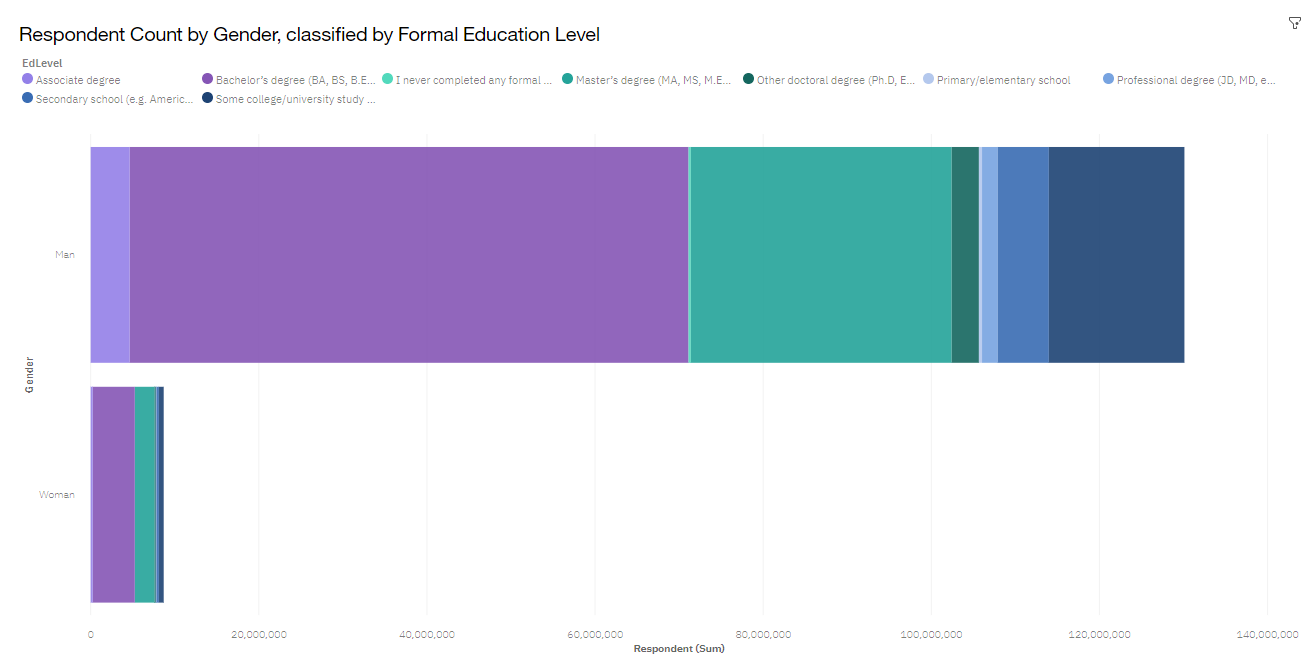 Respondent Count by Gender, classified by Formal Education Level
EdLevel
Associate degree
Bachelor's degree (BA, BS, B.E...
I never completed any formal ...
Master's degree (MA, MS, M.E...
Other doctoral degree (Ph.D, E...
Primary/elementary school
Professional degree (JD, MD, e...
Secondary school (e.g. Americ...
Some college/university study ...
Gender
Man
Woman
0
20,000,000
40,000,000
60,000,000
80,000,000
100,000,000
120,000,000
140,000,000
Respondent (Sum)